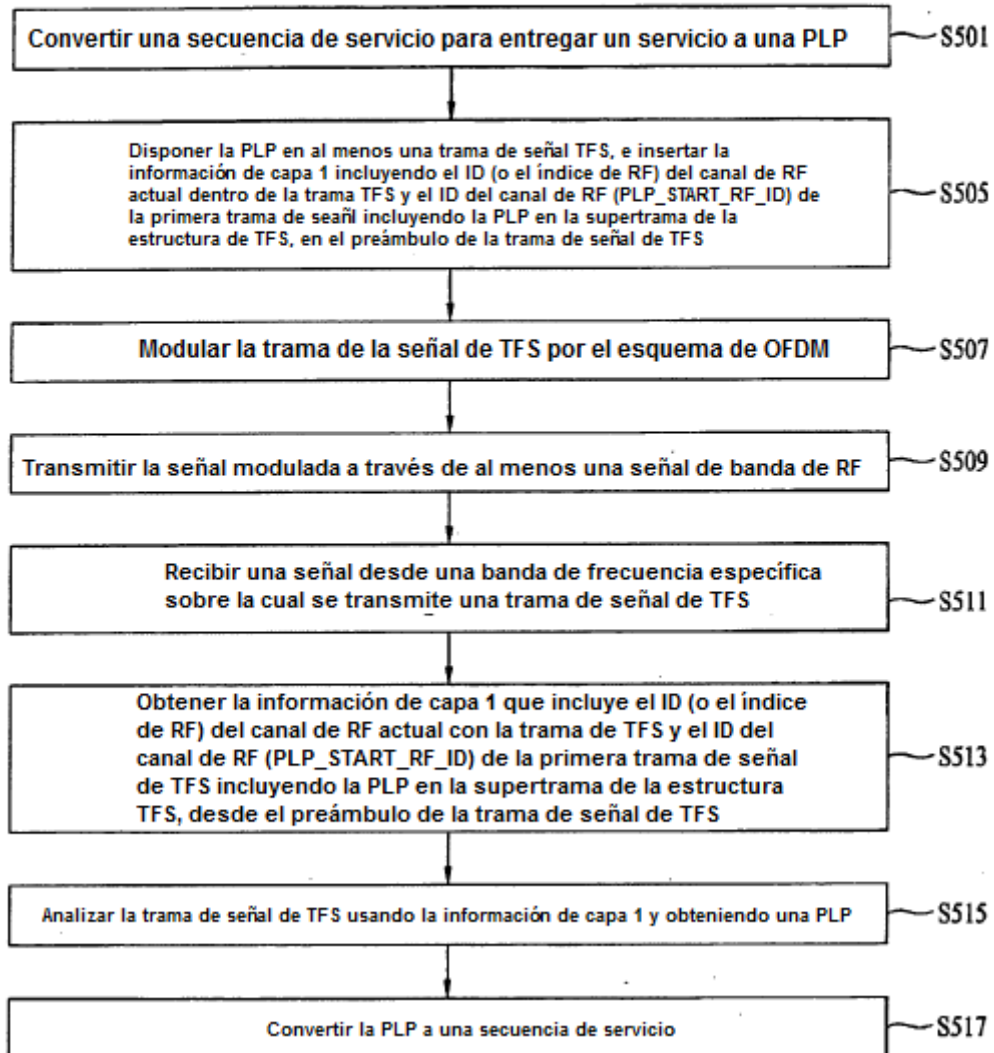 Convertir una secuencia de servicio para entregar un servicio a una PLP
S501
Disponer la PLP en al menos una trama de señal TFS, e insertar la
información de capa 1 incluyendo el ID (o el índice de RF) del canal de RF
actual dentro de la trama TFS y el ID del canal de RF (PLP_START_RF_ID) de
la primera trama de seañl incluyendo la PLP en la supertrama de la
estructura de TFS, en el preámbulo de la trama de señal de TFS
S505
Modular la trama de la señal de TFS por el esquema de OFDM
S507
Transmitir la señal modulada a través de al menos una señal de banda de RF
S509
Recibir una señal desde una banda de frecuencia específica
sobre la cual se transmite una trama de señal de TFS
S511
Obtener la información de capa 1 que incluye el ID (o el índice
de RF) del canal de RF actual con la trama de TFS y el ID del
canal de RF (PLP_START_RF_ID) de la primera trama de señal
de TFS incluyendo la PLP en la supertrama de la estructura
TFS, desde el preámbulo de la trama de señal de TFS
S513
Analizar la trama de señal de TFS usando la información de capa 1 y obteniendo una PLP
S515
Convertir la PLP a una secuencia de servicio
S517